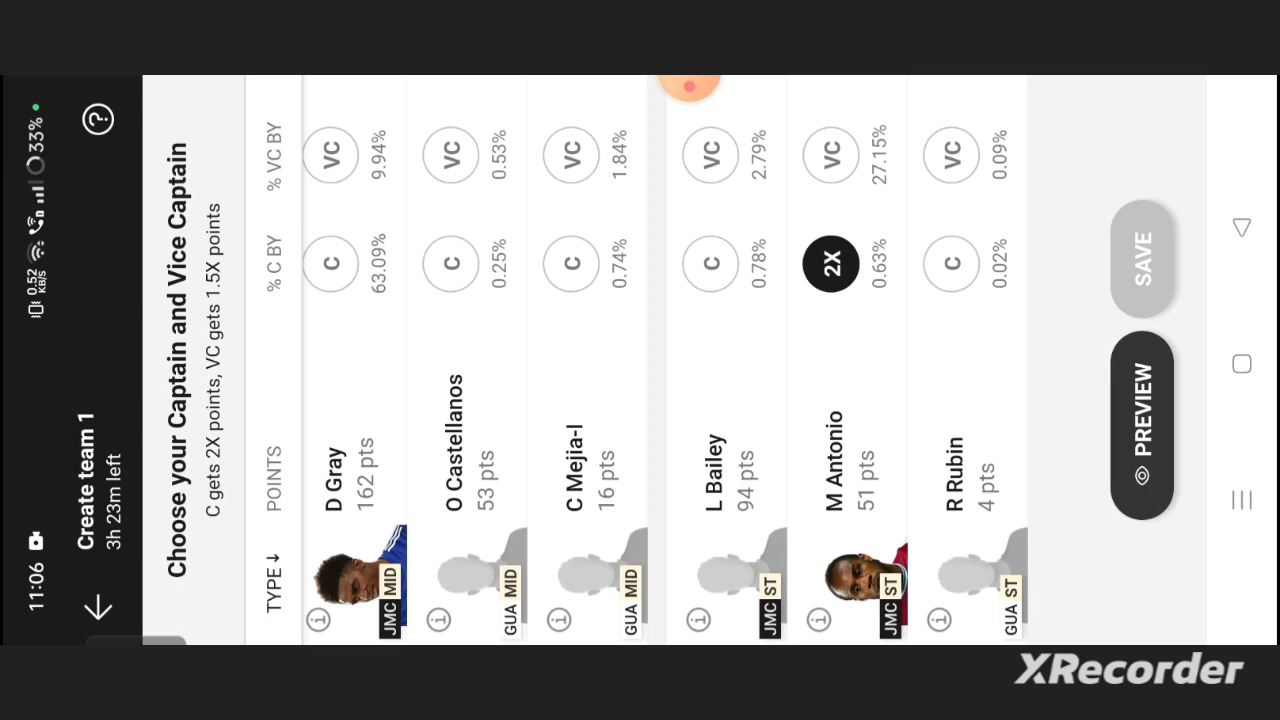 11:06
0.52
KB/s
33%
Create team 1
3h 23m left
?
Choose your Captain and Vice Captain
C gets 2X points, VC gets 1.5X points
TYPE ↓ POINTS % C BY % VC BY
i
JMC MID
D Gray
162 pts
C
63.09%
VC
9.94%
i
GUA MID
O Castellanos
53 pts
C
0.25%
VC
0.53%
i
GUA MID
C Mejia-I
16 pts
C
0.74%
VC
1.84%
i
JMC ST
L Bailey
94 pts
C
0.78%
VC
2.79%
i
JMC ST
M Antonio
51 pts
2X
0.63%
VC
27.15%
i
GUA ST
R Rubin
4 pts
C
0.02%
VC
0.09%
PREVIEW
SAVE
XRecorder